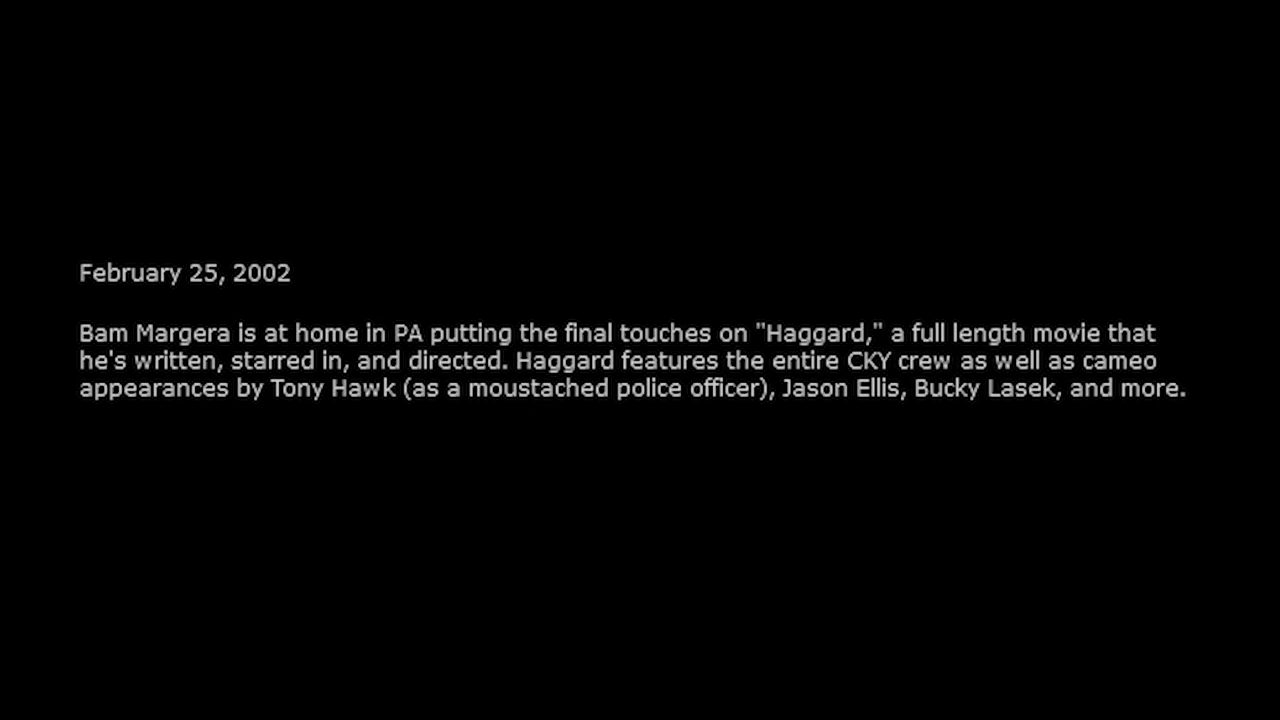 February 25, 2002
Bam Margera is at home in PA putting the final touches on "Haggard," a full length movie that
he's written, starred in, and directed. Haggard features the entire CKY crew as well as cameo
appearances by Tony Hawk (as a moustached police officer), Jason Ellis, Bucky Lasek, and more.